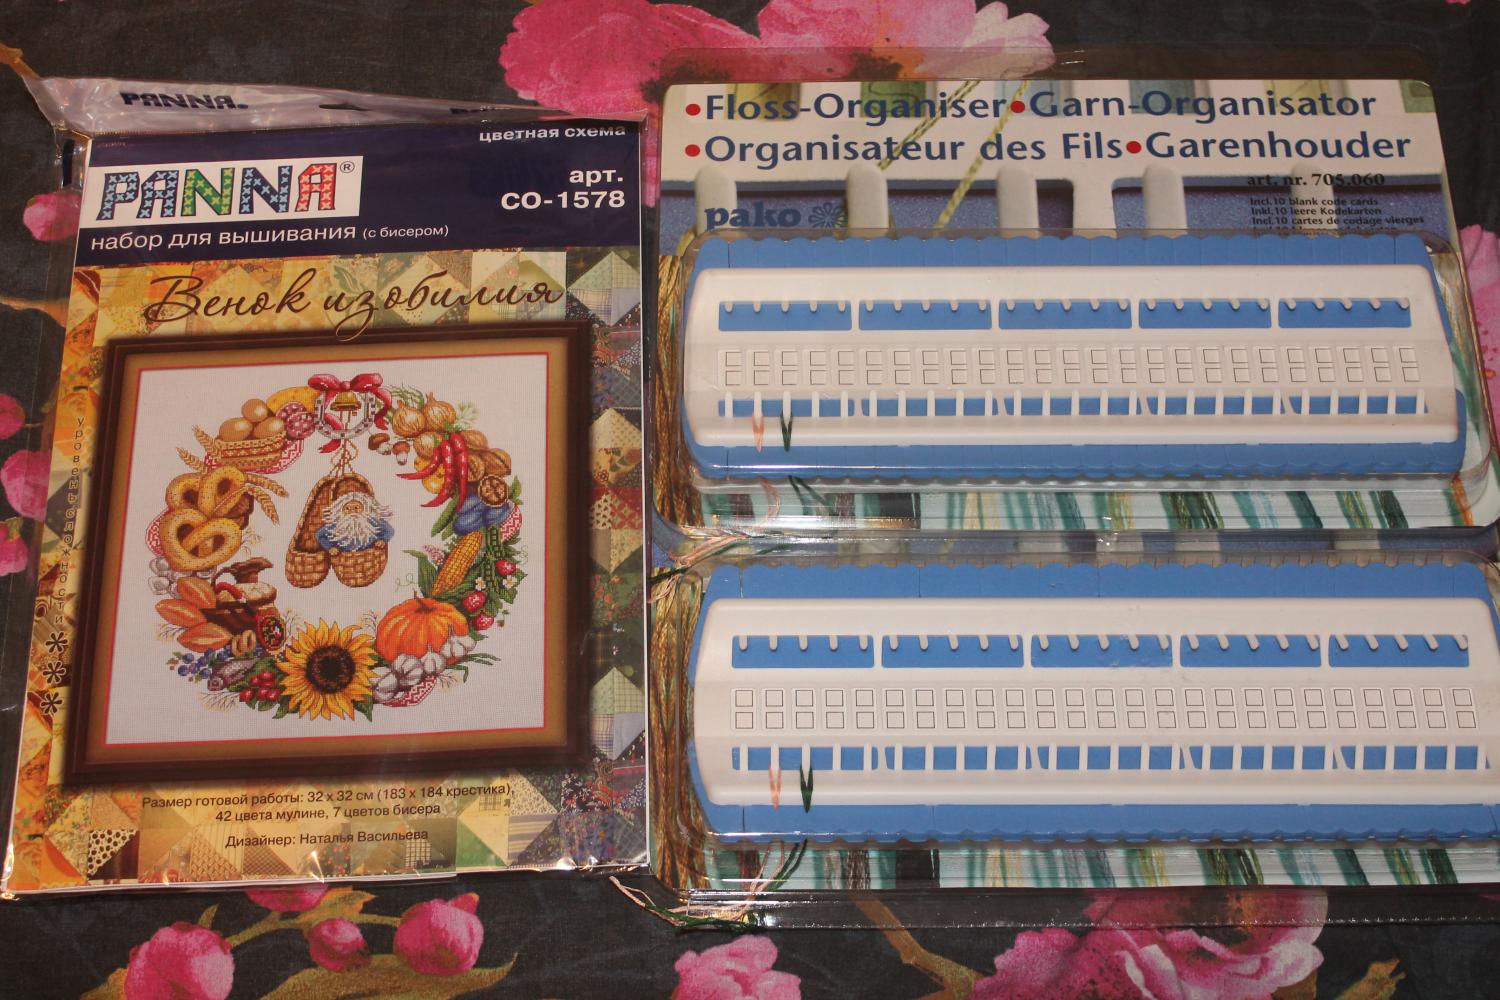 PANNA®
цветная схема
PANNA®
арт.
СО-1578
набор для вышивания (с бисером)
Венок изобилия
уровень сложности
Размер готовой работы: 32 х 32 см (183 х 184 крестика),
42 цвета мулине, 7 цветов бисера
Дизайнер: Наталья Васильева
•Floss-Organiser•Garn-Organisator
•Organisateur des Fils•Garenhouder
art. nr. 705.060
pako
Incl.10 blank code cards
Inkl.10 leere Kodekarten
Incl.10 cartes de codage vierges